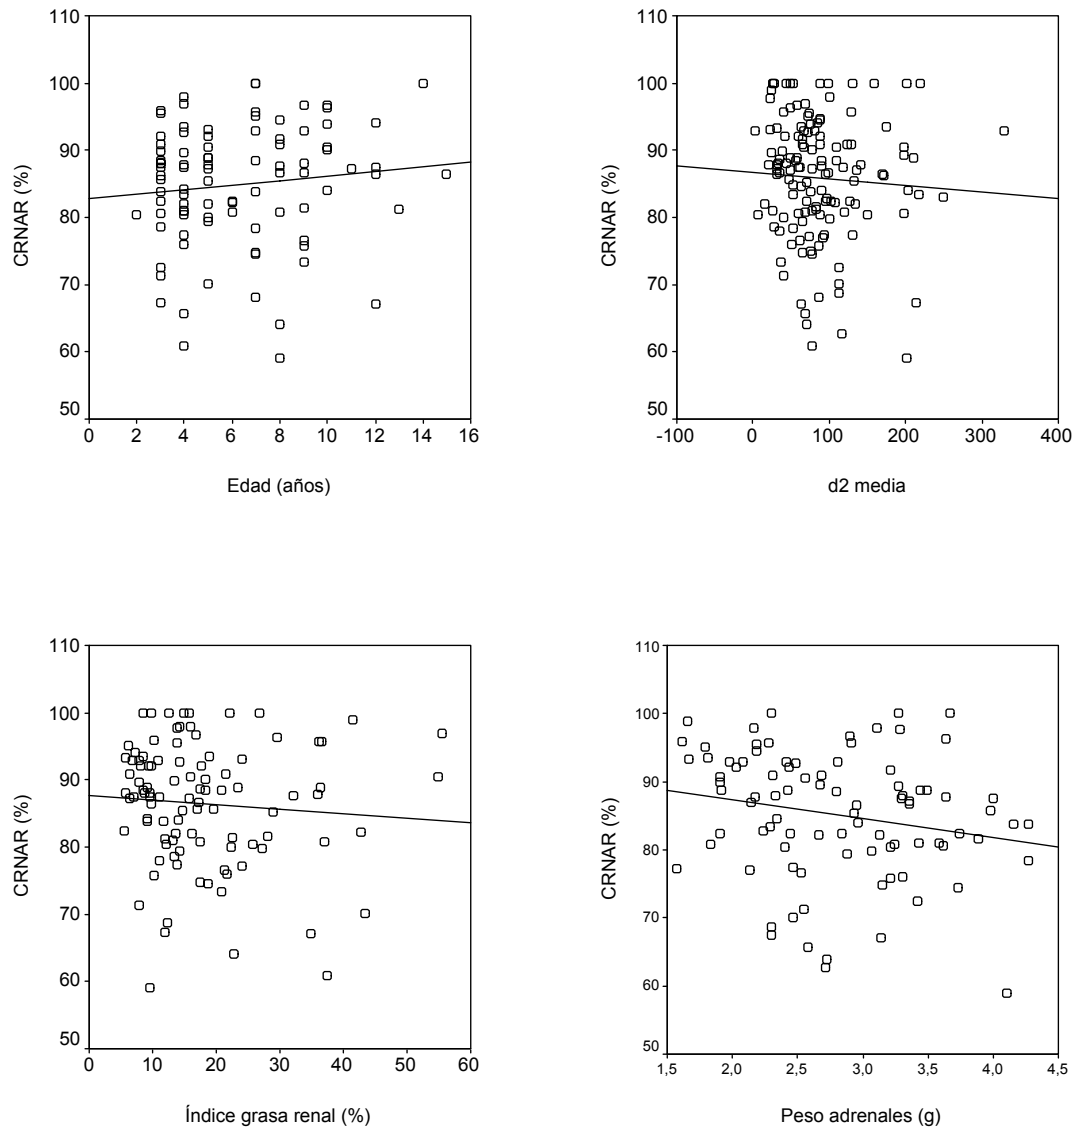 110
100
90
80
70
60
50
CRNAR (%)
0 2 4 6 8 10 12 14 16
Edad (años)
110
100
90
80
70
60
50
CRNAR (%)
-100 0 100 200 300 400
d2 media
110
100
90
80
70
60
50
CRNAR (%)
0 10 20 30 40 50 60
Índice grasa renal (%)
110
100
90
80
70
60
50
CRNAR (%)
1,5 2,0 2,5 3,0 3,5 4,0 4,5
Peso adrenales (g)